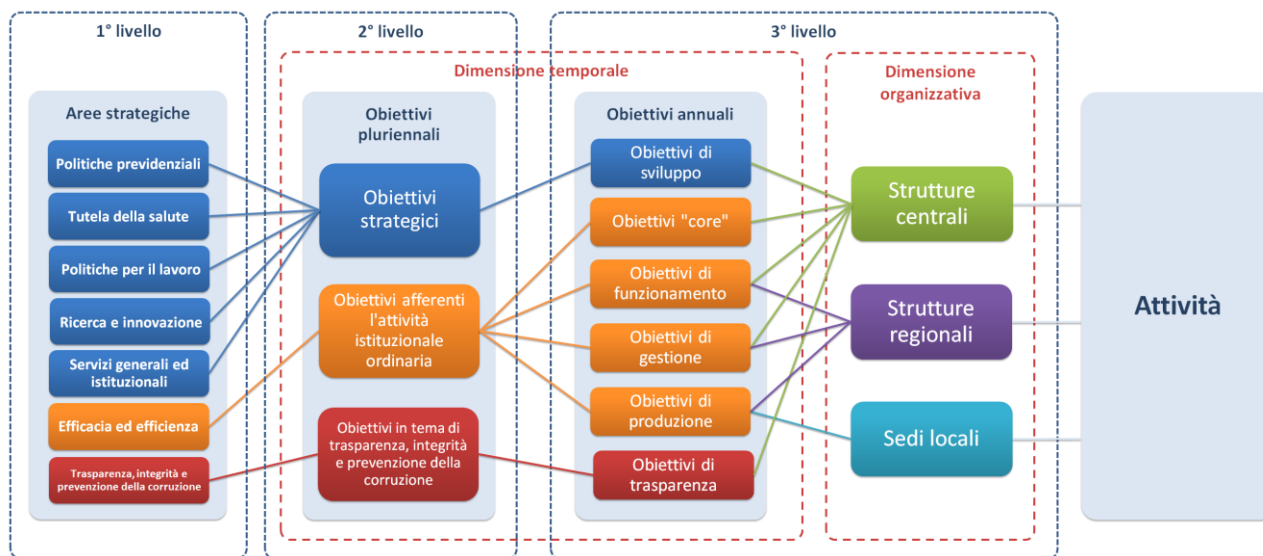 1° livello
2° livello
3° livello
Dimensione temporale
Dimensione
organizzativa
Aree strategiche
Politiche previdenziali
Tutela della salute
Politiche per il lavoro
Ricerca e innovazione
Servizi generali ed
istituzionali
Efficacia ed efficienza
Trasparenza, integrità e
prevenzione della corruzione
Obiettivi
pluriennali
Obiettivi
strategici
Obiettivi afferenti
l'attività
istituzionale
ordinaria
Obiettivi in tema di
trasparenza, integrità
e prevenzione della
corruzione
Obiettivi annuali
Obiettivi di
sviluppo
Obiettivi "core"
Obiettivi di
funzionamento
Obiettivi di
gestione
Obiettivi di
produzione
Obiettivi di
trasparenza
Strutture
centrali
Strutture
regionali
Sedi locali
Attività